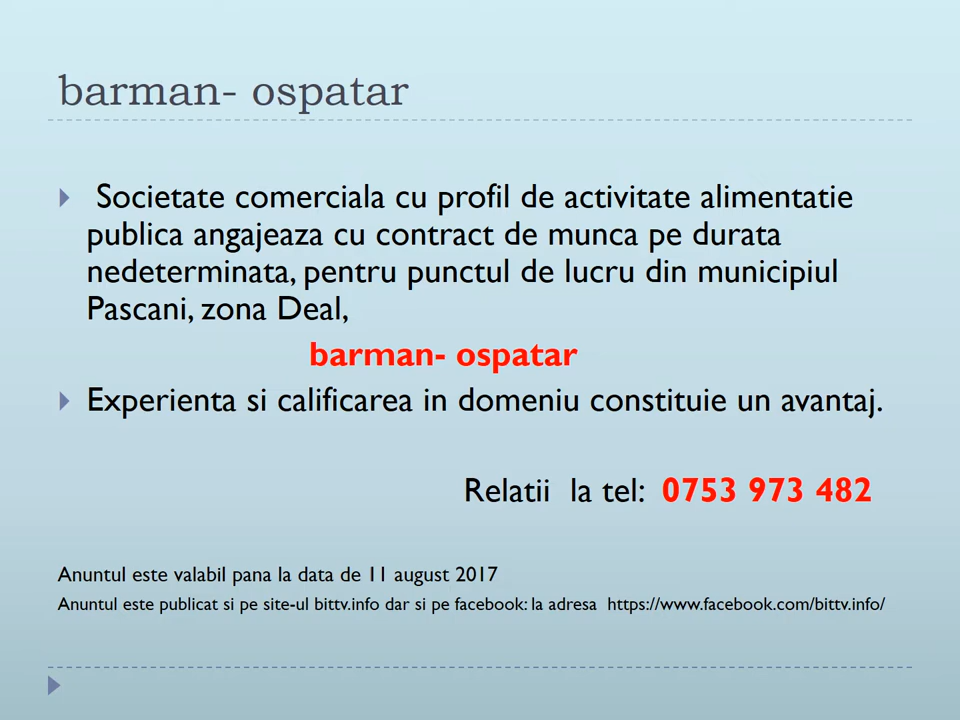 barman- ospatar
Societate comerciala cu profil de activitate alimentatie
publica angajeaza cu contract de munca pe durata
nedeterminata, pentru punctul de lucru din municipiul
Pascani, zona Deal,
barman- ospatar
Experienta si calificarea in domeniu constituie un avantaj.
Relatii la tel: 0753 973 482
Anuntul este valabil pana la data de 11 august 2017
Anuntul este publicat si pe site-ul bittv.info dar si pe facebook: la adresa https://www.facebook.com/bittv.info/